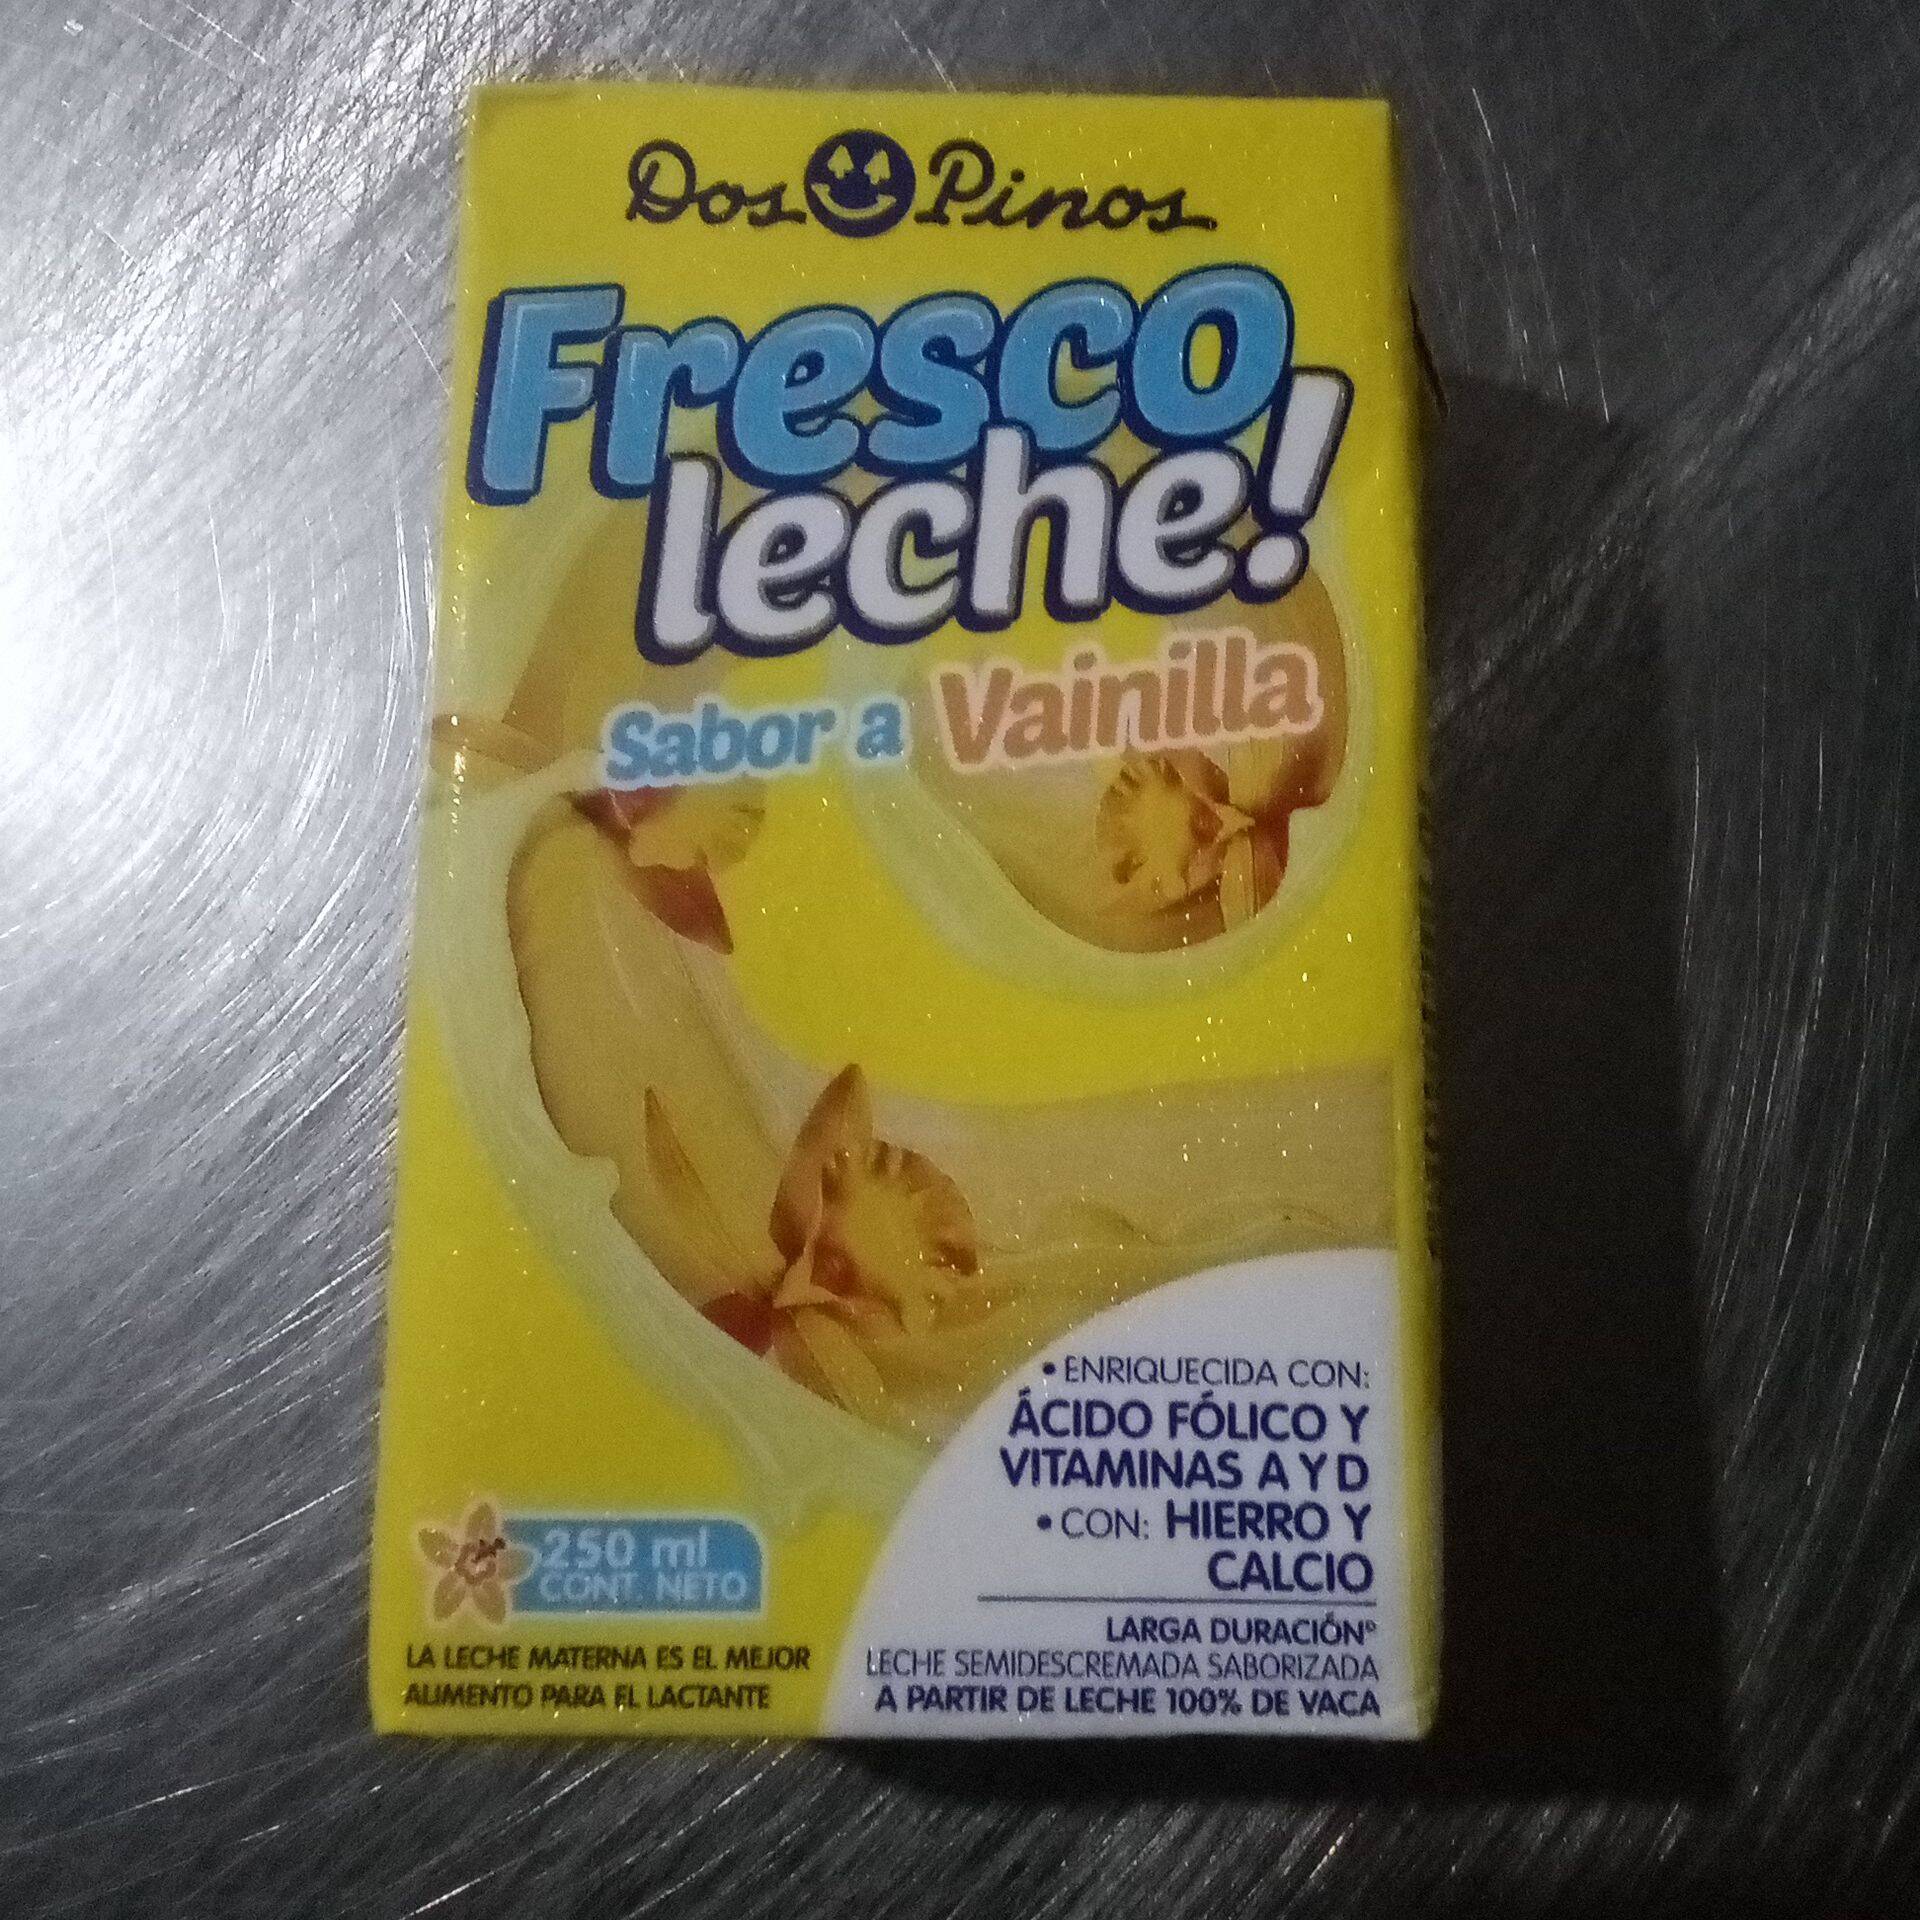 Dos Pinos
Fresco
leche!
Sabor a Vainilla
• ENRIQUECIDA CON:
ÁCIDO FÓLICO Y
VITAMINAS A Y D
• CON: HIERRO Y
CALCIO
250 ml
CONT. NETO
LA LECHE MATERNA ES EL MEJOR
ALIMENTO PARA EL LACTANTE
LARGA DURACIÓN®
LECHE SEMIDESCREMADA SABORIZADA
A PARTIR DE LECHE 100% DE VACA